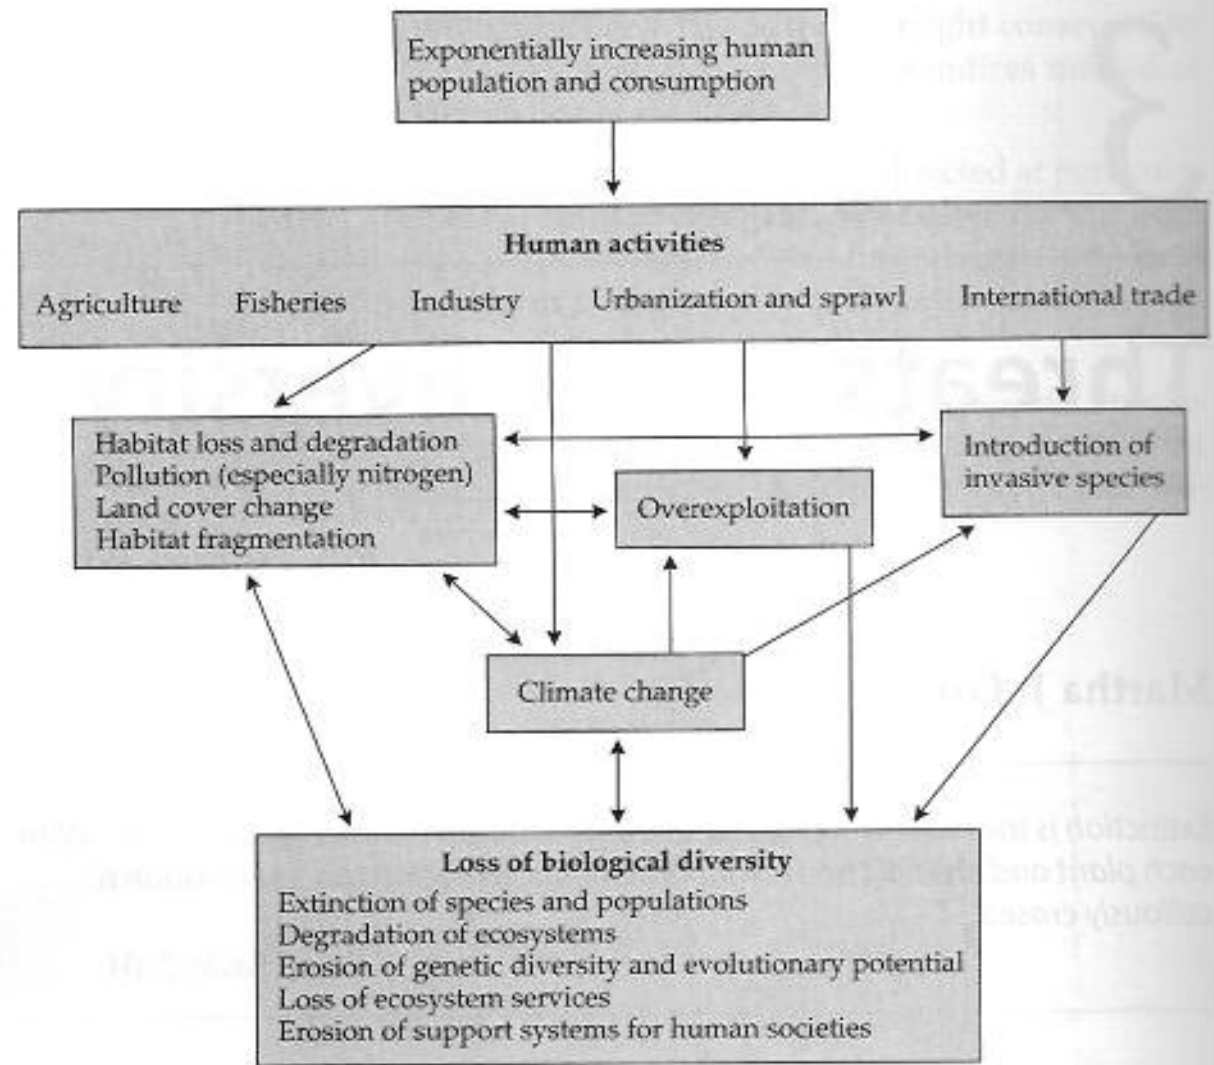 Exponentially increasing human
population and consumption
Human activities
Agriculture Fisheries Industry Urbanization and sprawl International trade
Habitat loss and degradation
Pollution (especially nitrogen)
Land cover change
Habitat fragmentation
Introduction of
invasive species
Overexploitation
Climate change
Loss of biological diversity
Extinction of species and populations
Degradation of ecosystems
Erosion of genetic diversity and evolutionary potential
Loss of ecosystem services
Erosion of support systems for human societies